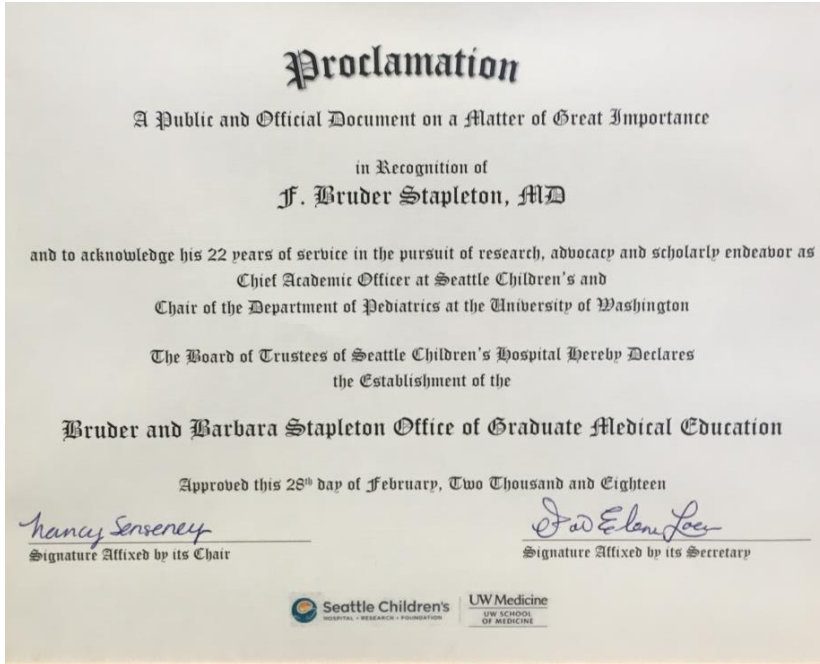 Proclamation
A Public and Official Document on a Matter of Great Importance
in Recognition of
F. Bruder Stapleton, MD
and to acknowledge his 22 years of service in the pursuit of research, advocacy and scholarly endeavor as
Chief Academic Officer at Seattle Children's and
Chair of the Department of Pediatrics at the University of Washington
The Board of Trustees of Seattle Children's Hospital Hereby Declares
the Establishment of the
Bruder and Barbara Stapleton Office of Graduate Medical Education
Approved this 28th day of February, Two Thousand and Eighteen
Nancy Senseney
Signature Affixed by its Chair
Signature Affixed by its Secretary
Seattle Children's
HOSPITAL • RESEARCH • FOUNDATION
UW Medicine
UW SCHOOL
OF MEDICINE